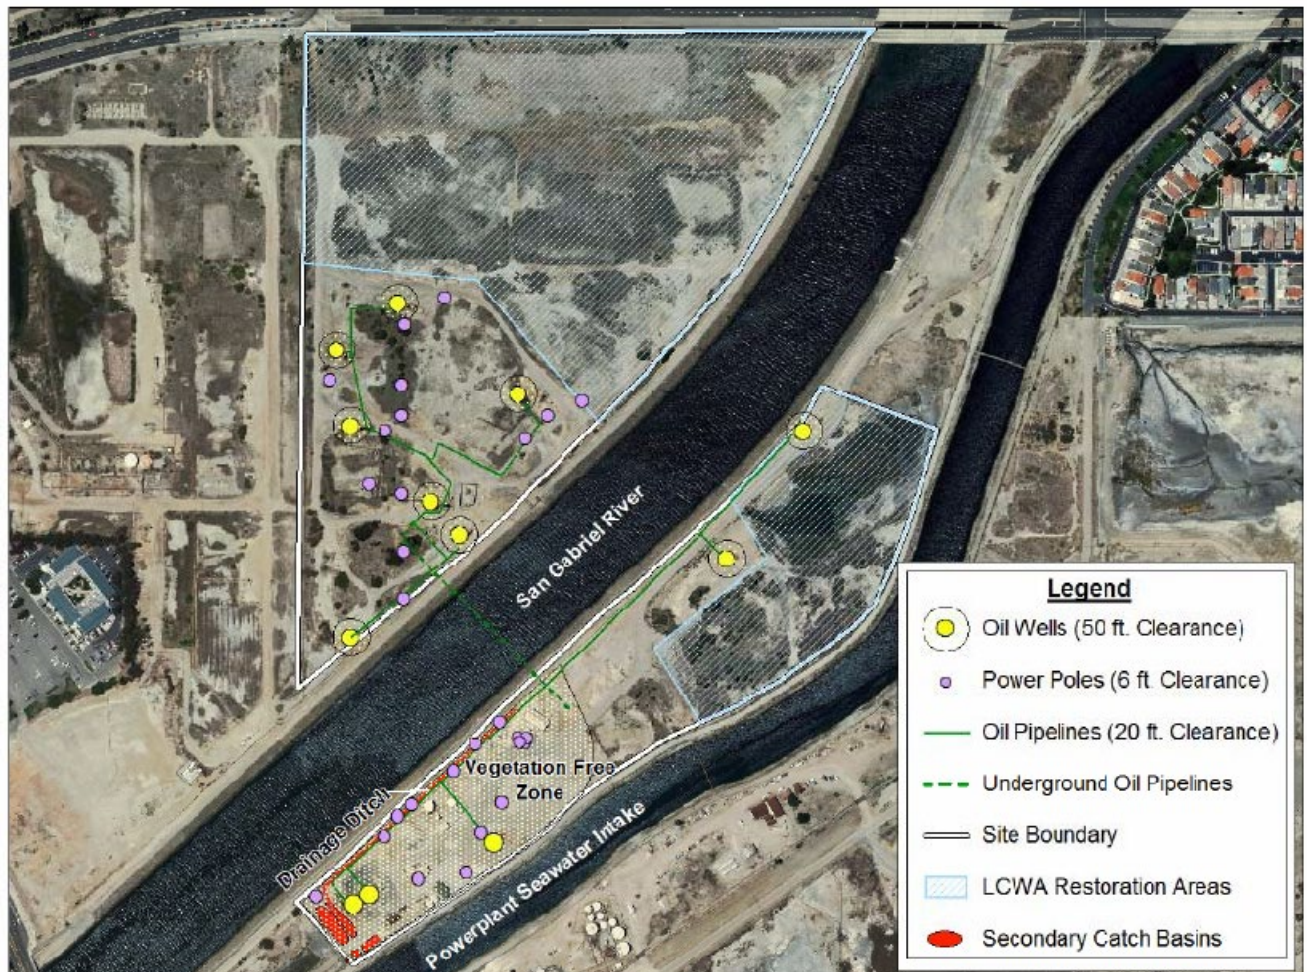 San Gabriel River
Vegetation Free
Zone
Drainage Ditch
Powerplant Seawater Intake
Legend
Oil Wells (50 ft. Clearance)
Power Poles (6 ft. Clearance)
Oil Pipelines (20 ft. Clearance)
Underground Oil Pipelines
Site Boundary
LCWA Restoration Areas
Secondary Catch Basins